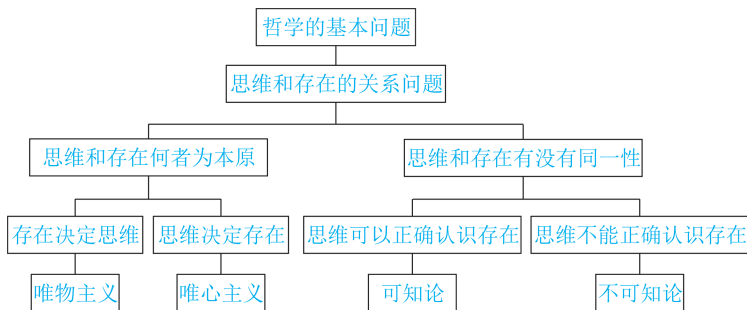 哲学的基本问题
思维和存在的关系问题
思维和存在何者为本原
思维和存在有没有同一性
存在决定思维
思维决定存在
思维可以正确认识存在
思维不能正确认识存在
唯物主义
唯心主义
可知论
不可知论